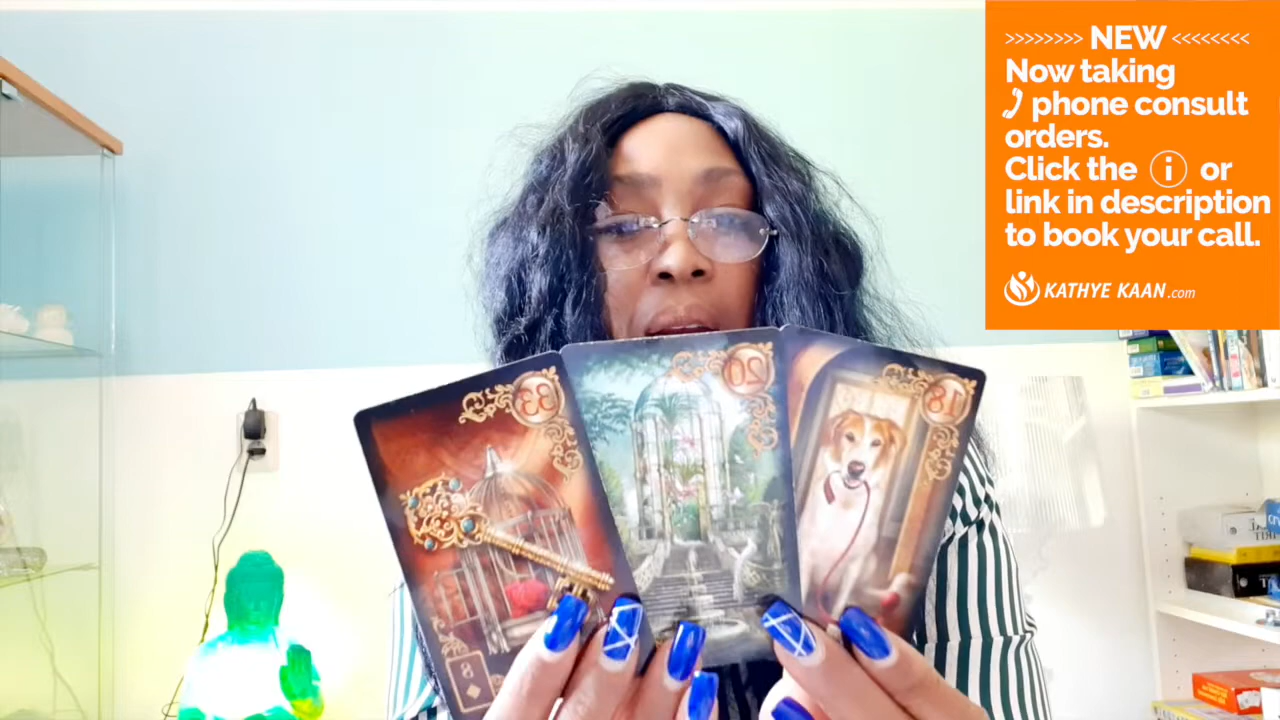 >>>>>>>> NEW <<<<<<<<
Now taking
phone consult
orders.
Click the i or
link in description
to book your call.
KATHYE KAAN.com
33
20
18
8